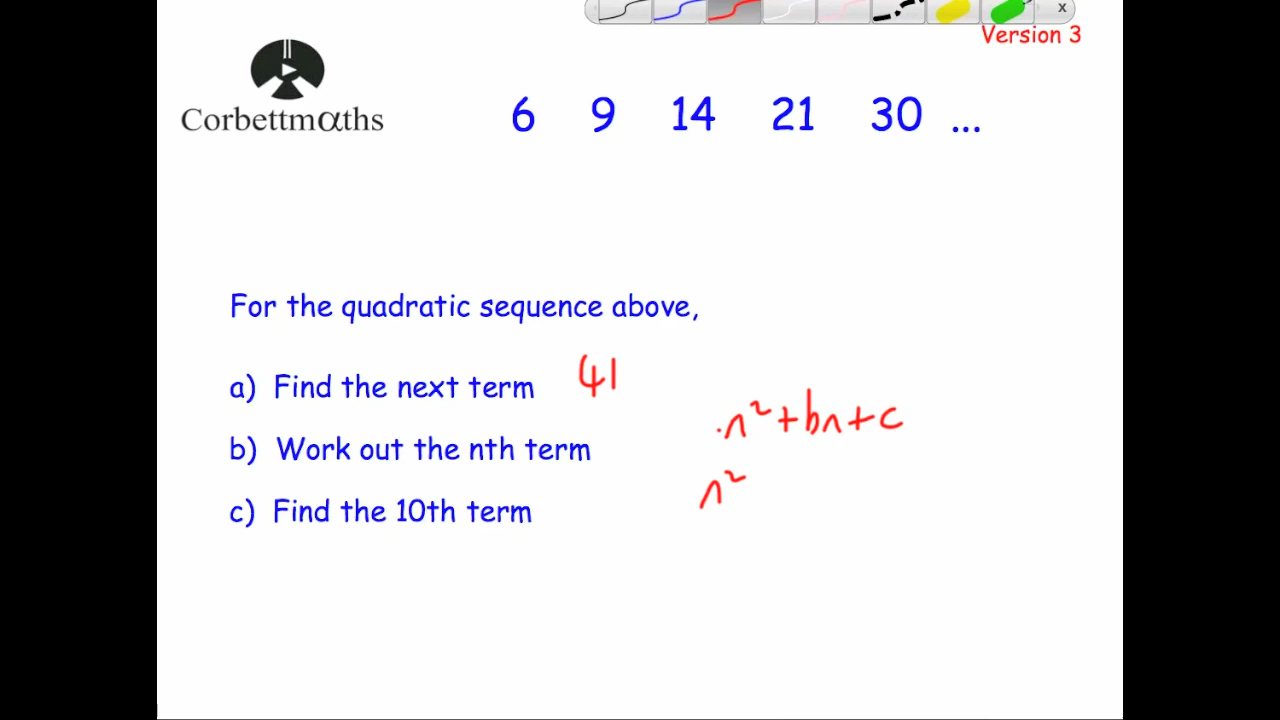 x
Version 3
Corbettmαths
6 9 14 21 30 ...
For the quadratic sequence above,
a) Find the next term 41
n²+bn+c
b) Work out the nth term
n²
c) Find the 10th term